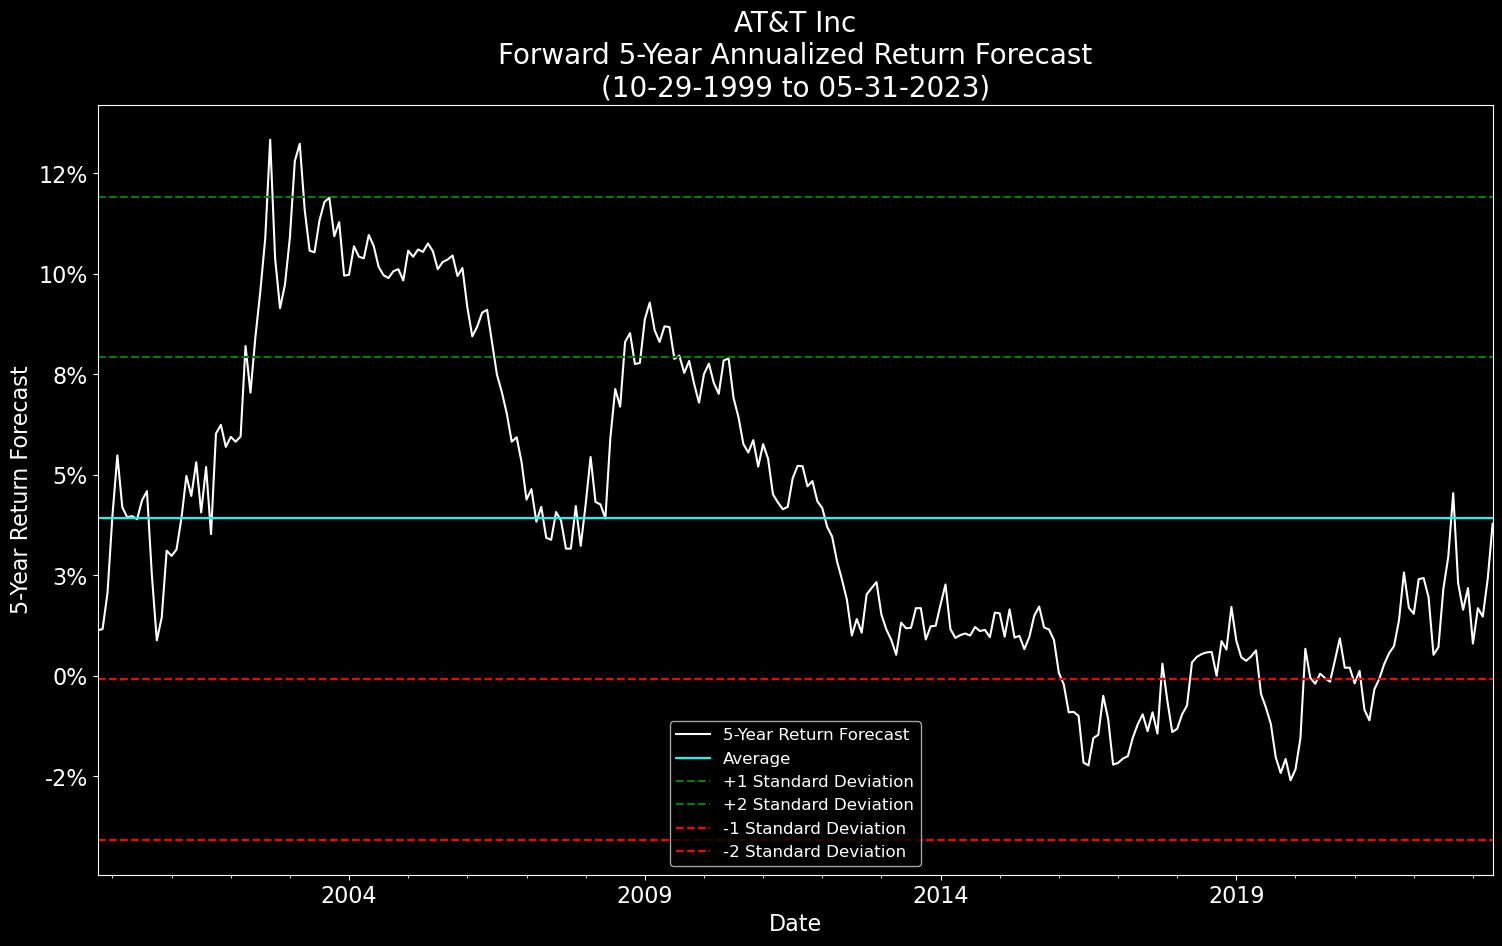 AT&T Inc
Forward 5-Year Annualized Return Forecast
(10-29-1999 to 05-31-2023)
5-Year Return Forecast
12%
10%
8%
5%
3%
0%
-2%
5-Year Return Forecast
Average
+1 Standard Deviation
+2 Standard Deviation
-1 Standard Deviation
-2 Standard Deviation
2004
2009
2014
2019
Date